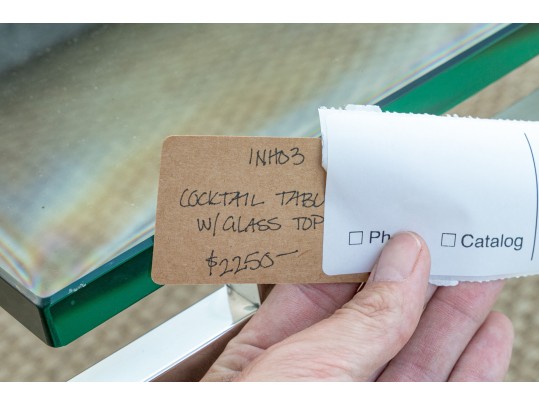 INH03
COCKTAIL TABL
W/GLASS TOP
$2250—
☐ Ph
☐ Catalog